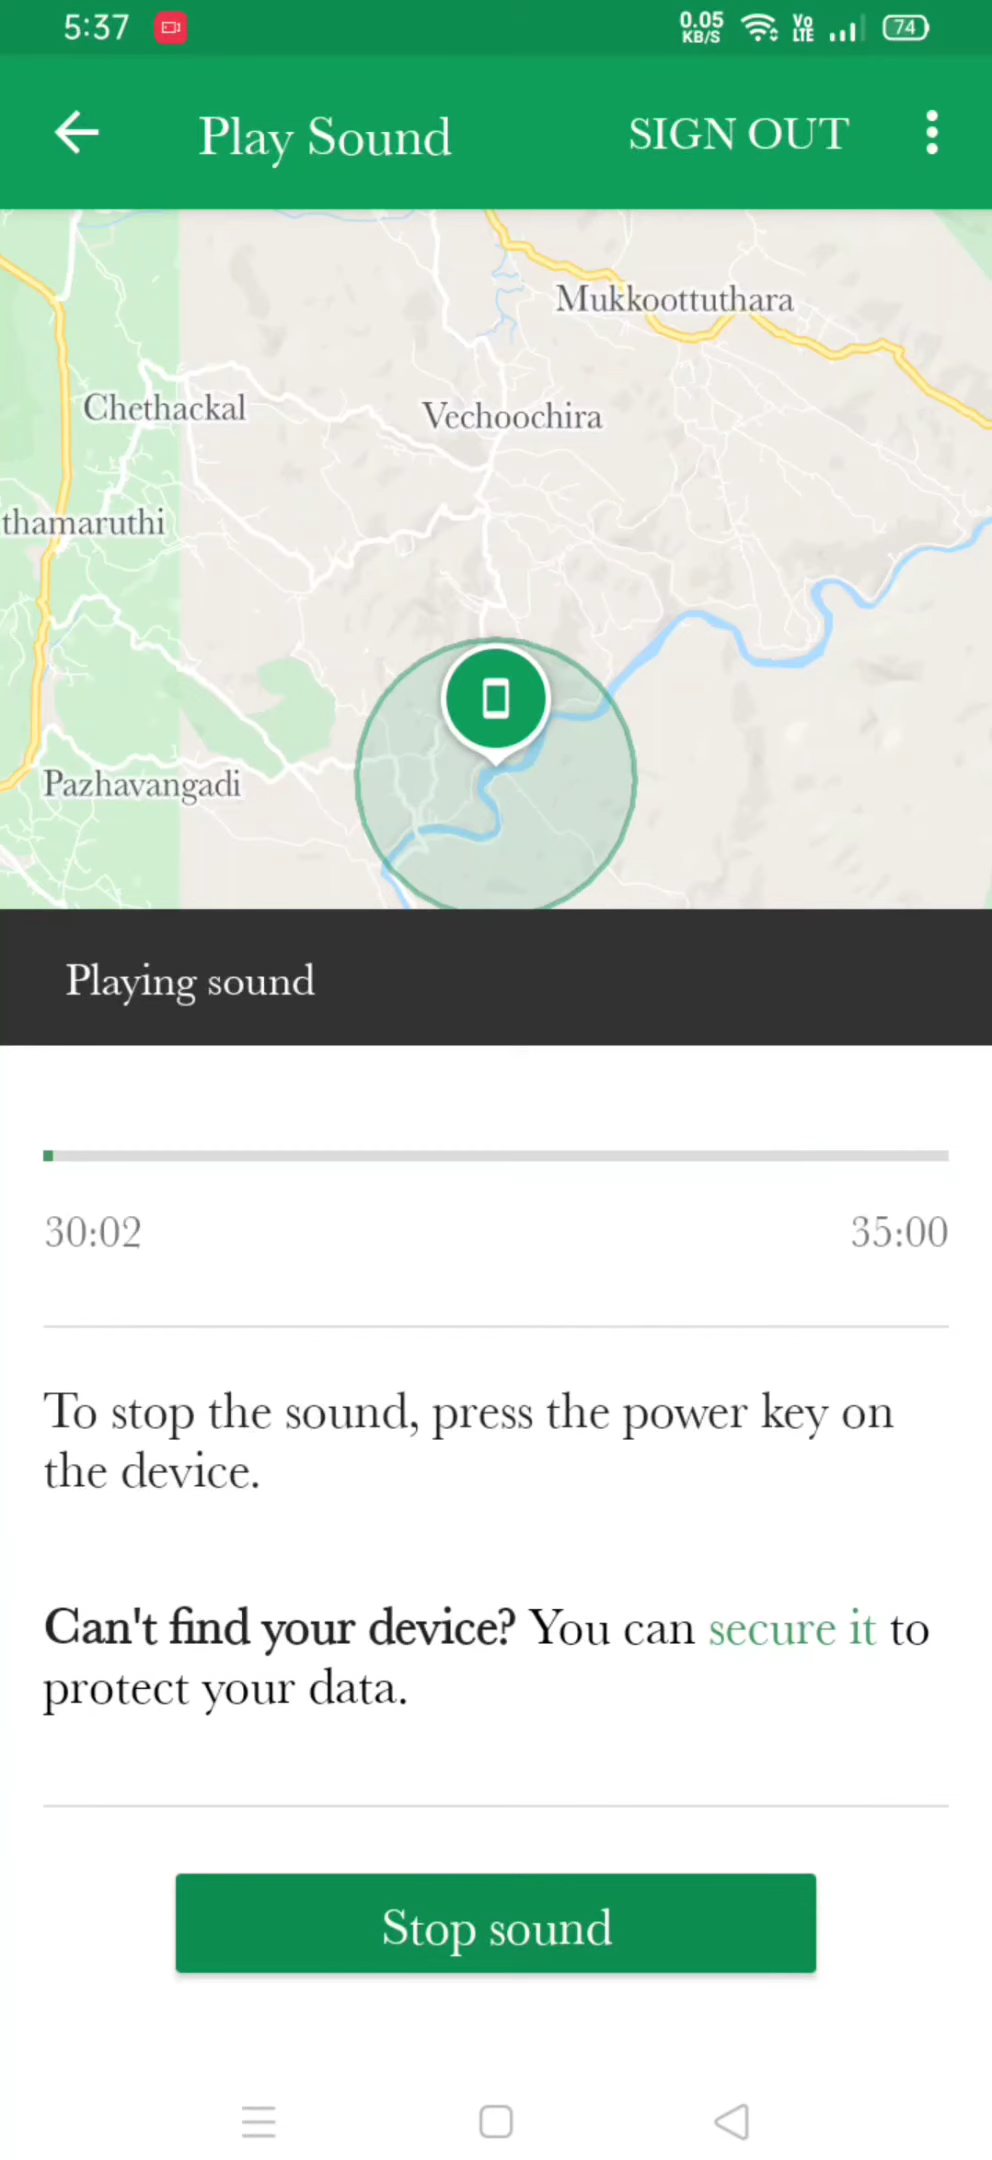 5:37
0.05 KB/S
Vo LTE
74
Play Sound
SIGN OUT
Mukkoottuthara
Chethackal
Vechoochira
thamaruthi
Pazhavangadi
Playing sound
30:02
35:00
To stop the sound, press the power key on
the device.
Can't find your device? You can secure it to
protect your data.
Stop sound